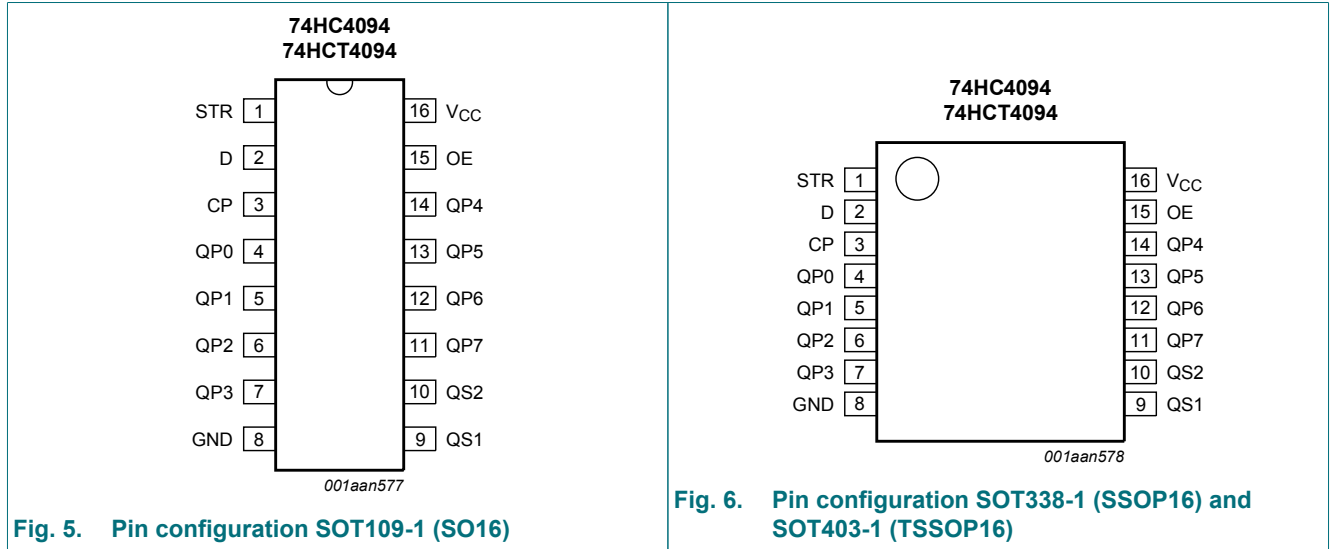 74HC4094
74HCT4094
STR 1 16 VCC
D 2 15 OE
CP 3 14 QP4
QP0 4 13 QP5
QP1 5 12 QP6
QP2 6 11 QP7
QP3 7 10 QS2
GND 8 9 QS1
001aan577
Fig. 5. Pin configuration SOT109-1 (SO16)
74HC4094
74HCT4094
STR 1 16 VCC
D 2 15 OE
CP 3 14 QP4
QP0 4 13 QP5
QP1 5 12 QP6
QP2 6 11 QP7
QP3 7 10 QS2
GND 8 9 QS1
001aan578
Fig. 6. Pin configuration SOT338-1 (SSOP16) and
SOT403-1 (TSSOP16)